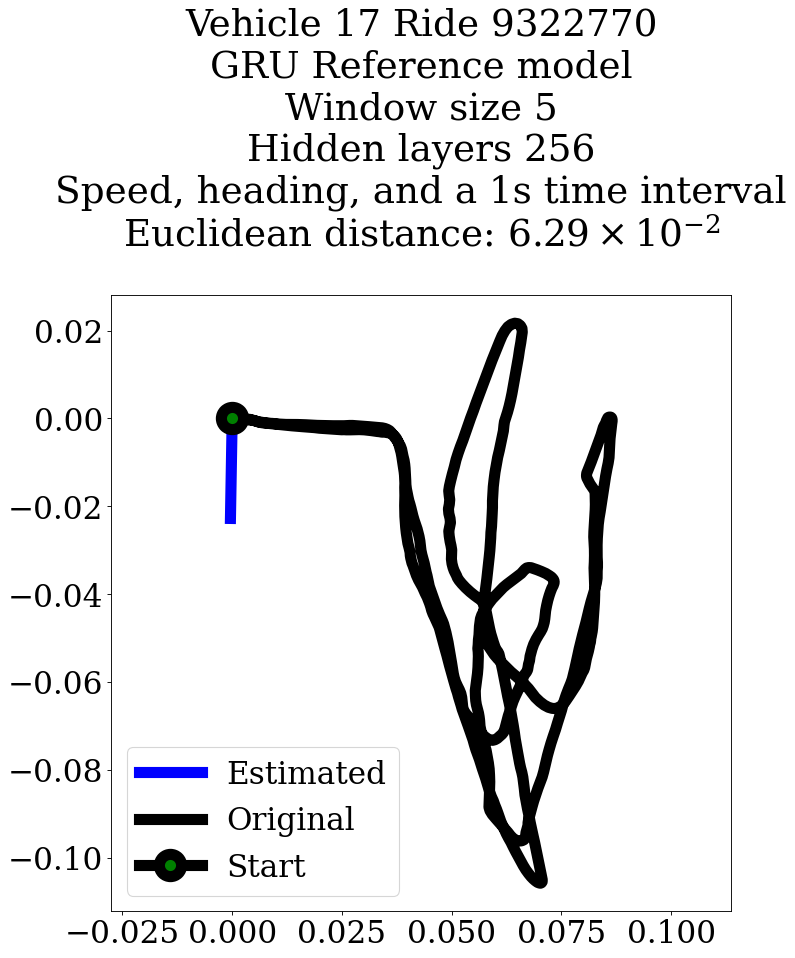 Vehicle 17 Ride 9322770
GRU Reference model
Window size 5
Hidden layers 256
Speed, heading, and a 1s time interval
Euclidean distance: 6.29 × 10⁻²
0.02
0.00
−0.02
−0.04
−0.06
−0.08
−0.10
Estimated
Original
Start
−0.025 0.000 0.025 0.050 0.075 0.100